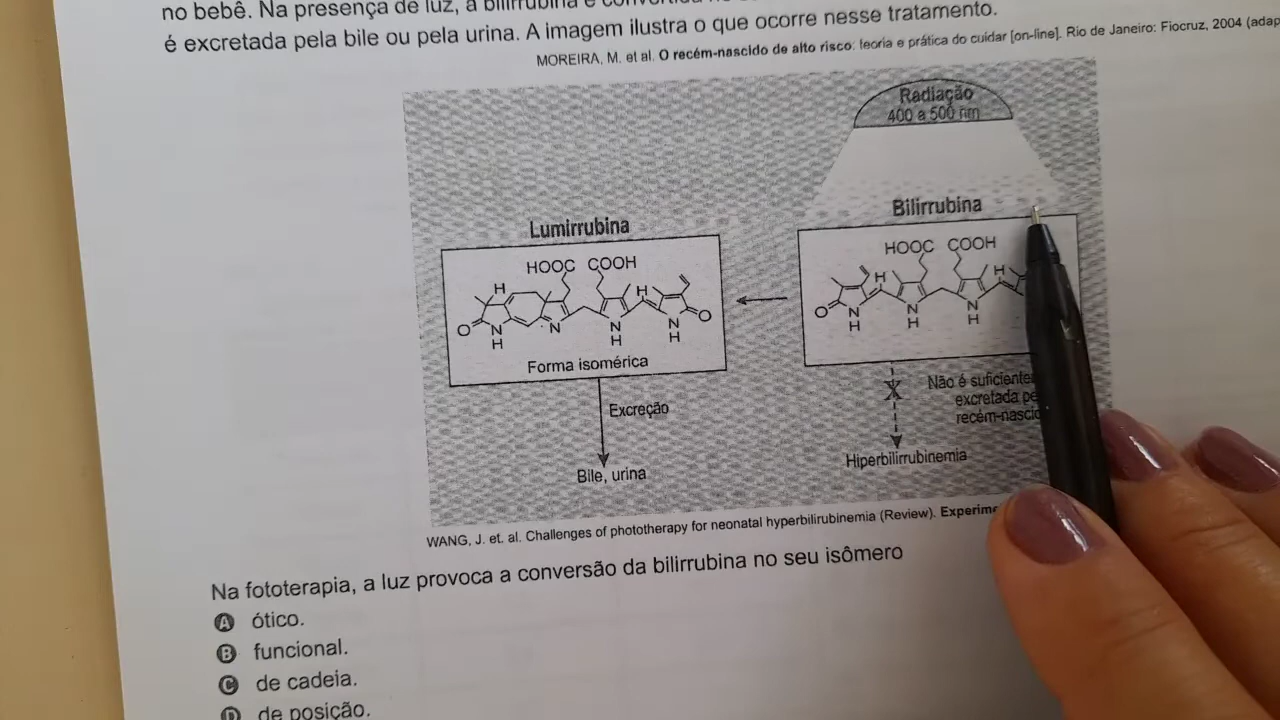 no bebê. Na presença de luz, a bilirrubina é
é excretada pela bile ou pela urina. A imagem ilustra o que ocorre nesse tratamento.
MOREIRA, M. et al. O recém-nascido de alto risco: teoria e prática do cuidar [on-line]. Rio de Janeiro: Fiocruz, 2004 (adap
Radiação
400 a 500 nm
Bilirrubina
HOOC COOH
H H
O N H N H N H
Lumirrubina
HOOC COOH
H H
O N H N N H N H O
Forma isomérica
Não é suficiente
excretada pe
recém-nasci
X
Hiperbilirrubinemia
Excreção
Bile, urina
WANG, J. et. al. Challenges of phototherapy for neonatal hyperbilirubinemia (Review). Experime
Na fototerapia, a luz provoca a conversão da bilirrubina no seu isômero
A ótico.
B funcional.
C de cadeia.
D de posição.